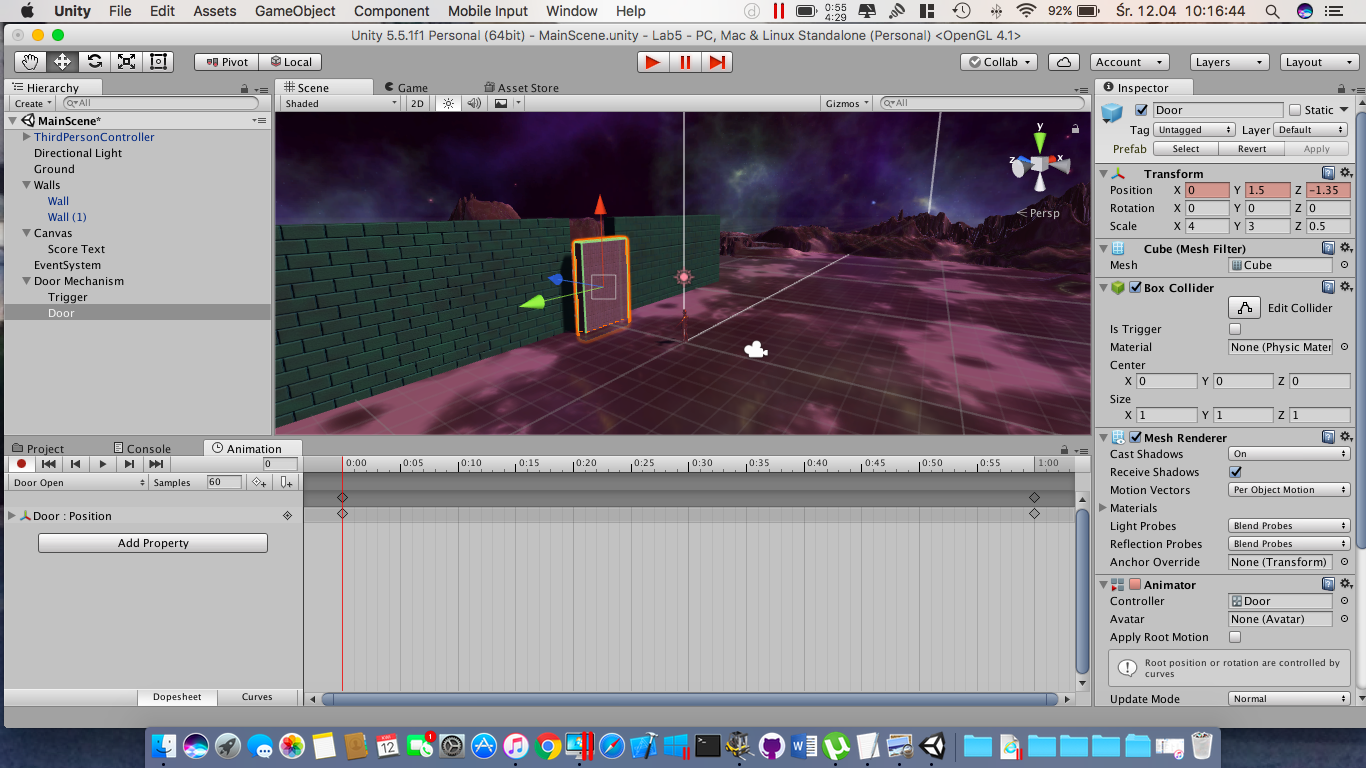 Unity File Edit Assets GameObject Component Mobile Input Window Help 0:55 4:29 92% Śr. 12.04 10:16:44
Unity 5.5.1f1 Personal (64bit) - MainScene.unity - Lab5 - PC, Mac & Linux Standalone (Personal) <OpenGL 4.1>
Pivot Local Collab Account Layers Layout
Hierarchy
Create All
MainScene*
ThirdPersonController
Directional Light
Ground
Walls
Wall
Wall (1)
Canvas
Score Text
EventSystem
Door Mechanism
Trigger
Door
Scene Game Asset Store
Shaded 2D Gizmos All
y
z x
Persp
Inspector
Door Static
Tag Untagged Layer Default
Prefab Select Revert Apply
Transform
Position X 0 Y 1.5 Z -1.35
Rotation X 0 Y 0 Z 0
Scale X 4 Y 3 Z 0.5
Cube (Mesh Filter)
Mesh Cube
Box Collider
Edit Collider
Is Trigger
Material None (Physic Mater
Center
X 0 Y 0 Z 0
Size
X 1 Y 1 Z 1
Mesh Renderer
Cast Shadows On
Receive Shadows
Motion Vectors Per Object Motion
Materials
Light Probes Blend Probes
Reflection Probes Blend Probes
Anchor Override None (Transform)
Animator
Controller Door
Avatar None (Avatar)
Apply Root Motion
Root position or rotation are controlled by
curves
Update Mode Normal
Project Console Animation
0 0:00 0:05 0:10 0:15 0:20 0:25 0:30 0:35 0:40 0:45 0:50 0:55 1:00
Door Open Samples 60
Door : Position
Add Property
Dopesheet Curves
12
1